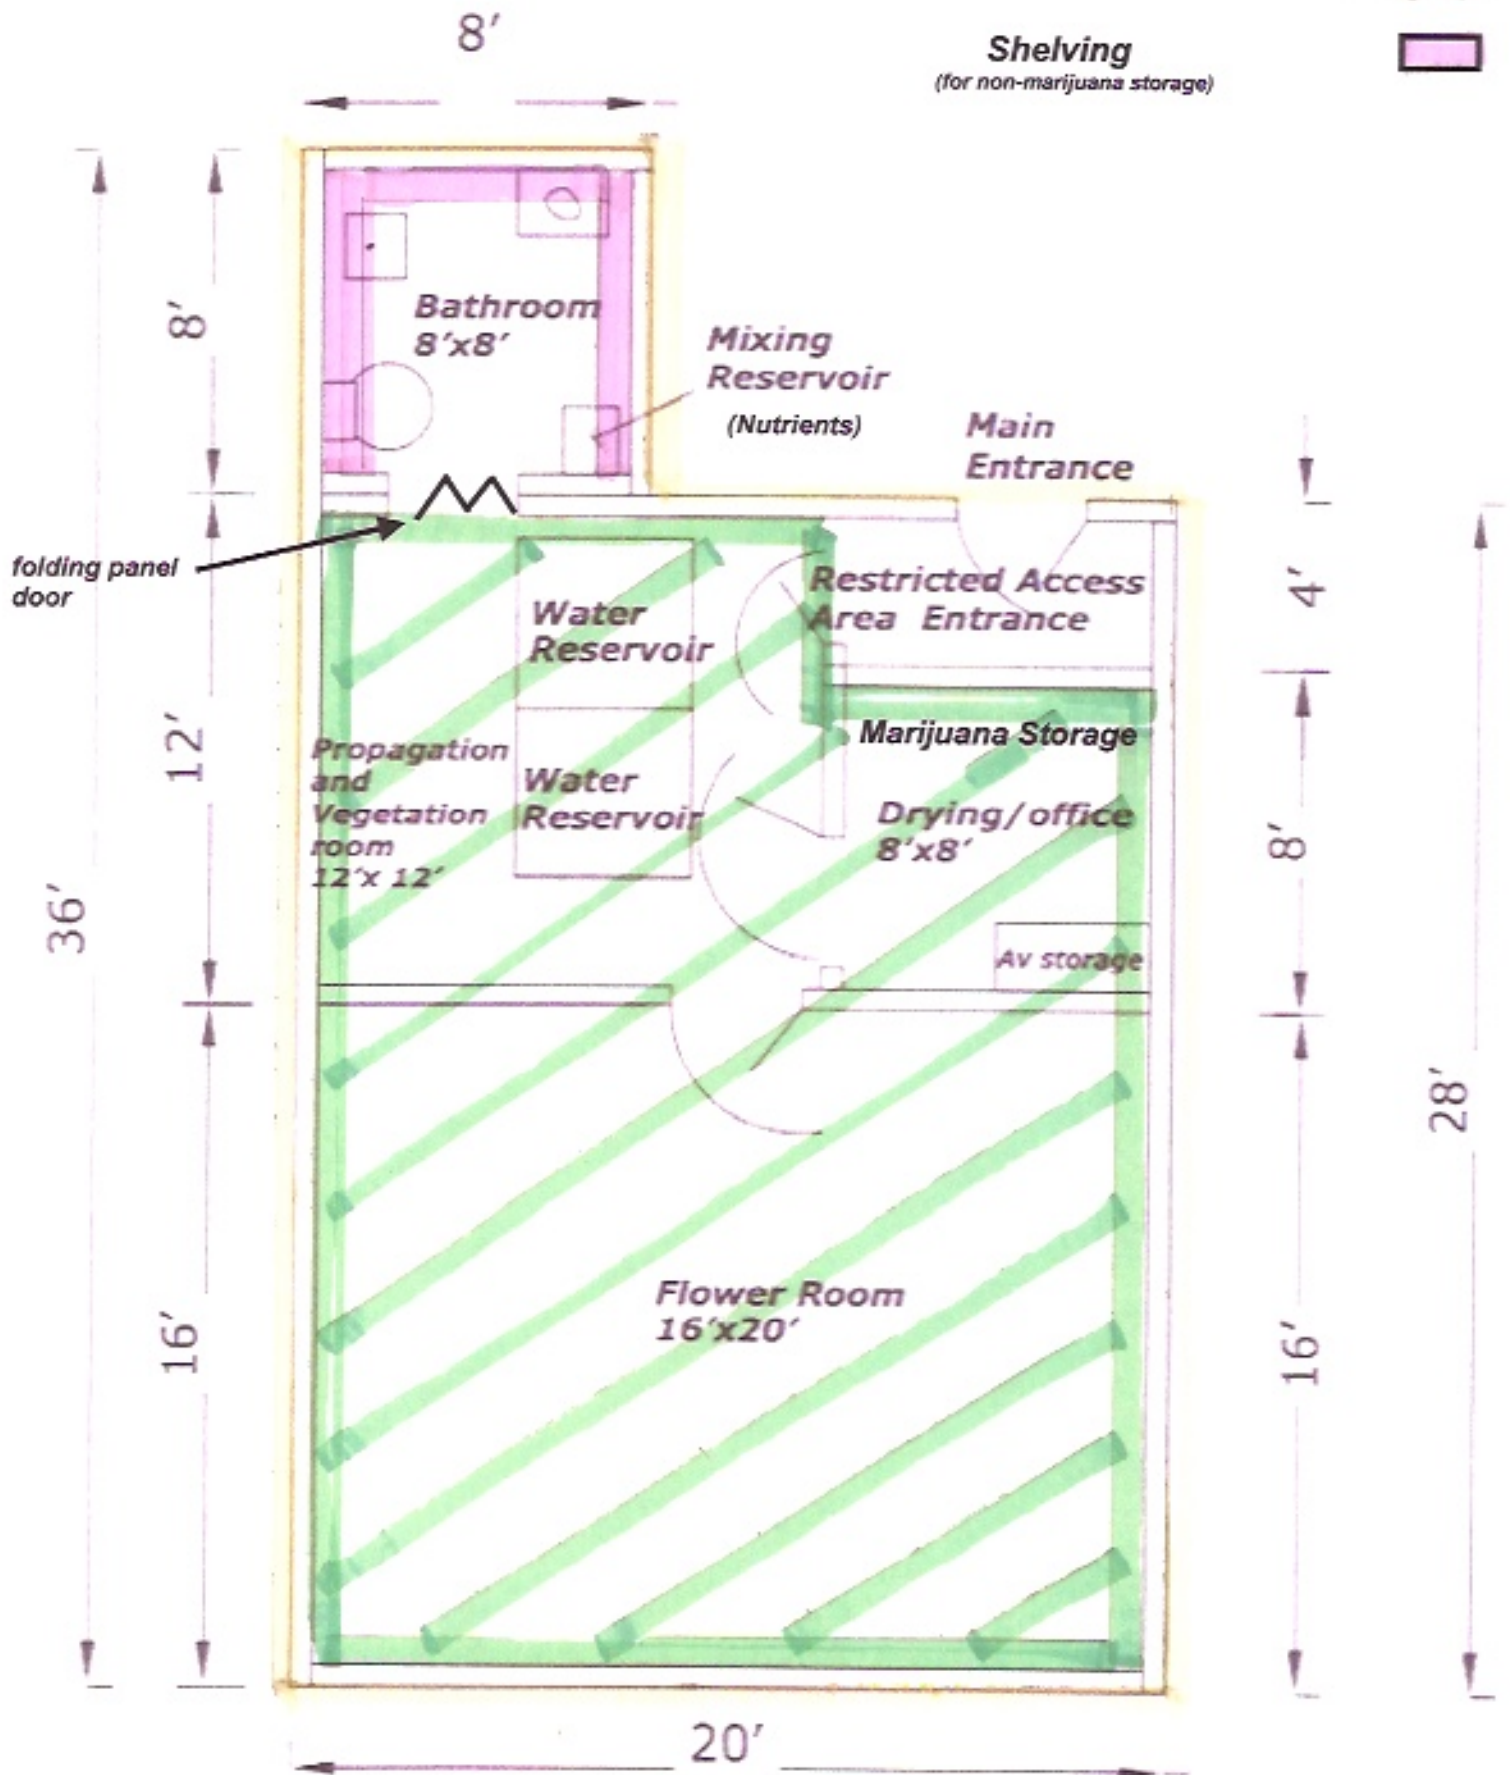 8'
Shelving
(for non-marijuana storage)
8'
Bathroom
8'x8'
Mixing
Reservoir
(Nutrients)
Main
Entrance
folding panel
door
Restricted Access
Area Entrance
4'
Water
Reservoir
12'
Marijuana Storage
Propagation
and
Vegetation
room
12'x 12'
Water
Reservoir
Drying/office
8'x8'
8'
36'
Av storage
28'
Flower Room
16'x20'
16'
16'
20'